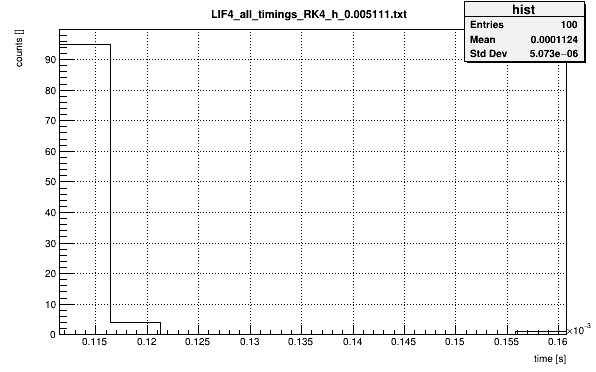 LIF4_all_timings_RK4_h_0.005111.txt
hist
Entries 100
Mean 0.0001124
Std Dev 5.073e−06
counts []
90
80
70
60
50
40
30
20
10
0
0.115 0.12 0.125 0.13 0.135 0.14 0.145 0.15 0.155 0.16
×10−3
time [s]